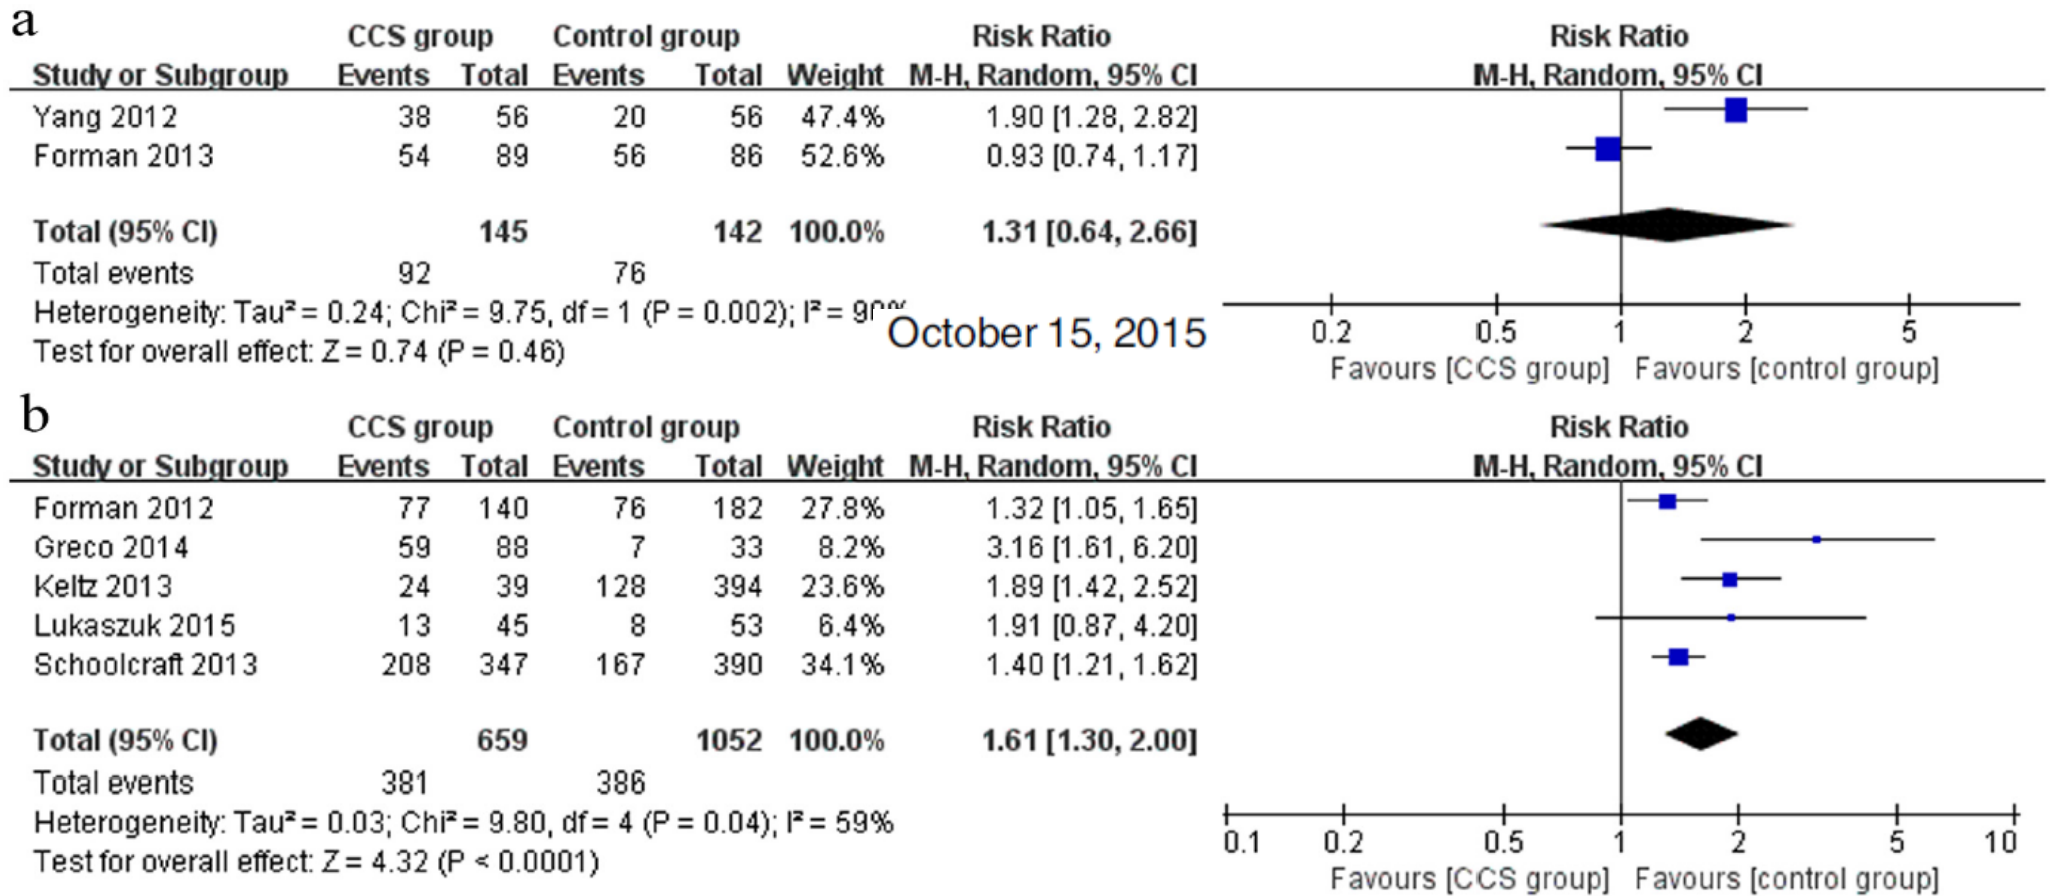 a
CCS group Control group Risk Ratio Risk Ratio
Study or Subgroup Events Total Events Total Weight M-H, Random, 95% CI M-H, Random, 95% CI
Yang 2012 38 56 20 56 47.4% 1.90 [1.28, 2.82]
Forman 2013 54 89 56 86 52.6% 0.93 [0.74, 1.17]
Total (95% CI) 145 142 100.0% 1.31 [0.64, 2.66]
Total events 92 76
Heterogeneity: Tau² = 0.24; Chi² = 9.75, df = 1 (P = 0.002); I² =
October 15, 2015
0.2 0.5 1 2 5
Test for overall effect: Z = 0.74 (P = 0.46)
Favours [CCS group] Favours [control group]
b
CCS group Control group Risk Ratio Risk Ratio
Study or Subgroup Events Total Events Total Weight M-H, Random, 95% CI M-H, Random, 95% CI
Forman 2012 77 140 76 182 27.8% 1.32 [1.05, 1.65]
Greco 2014 59 88 7 33 8.2% 3.16 [1.61, 6.20]
Keltz 2013 24 39 128 394 23.6% 1.89 [1.42, 2.52]
Lukaszuk 2015 13 45 8 53 6.4% 1.91 [0.87, 4.20]
Schoolcraft 2013 208 347 167 390 34.1% 1.40 [1.21, 1.62]
Total (95% CI) 659 1052 100.0% 1.61 [1.30, 2.00]
Total events 381 386
Heterogeneity: Tau² = 0.03; Chi² = 9.80, df = 4 (P = 0.04); I² = 59%
0.1 0.2 0.5 1 2 5 10
Test for overall effect: Z = 4.32 (P < 0.0001)
Favours [CCS group] Favours [control group]